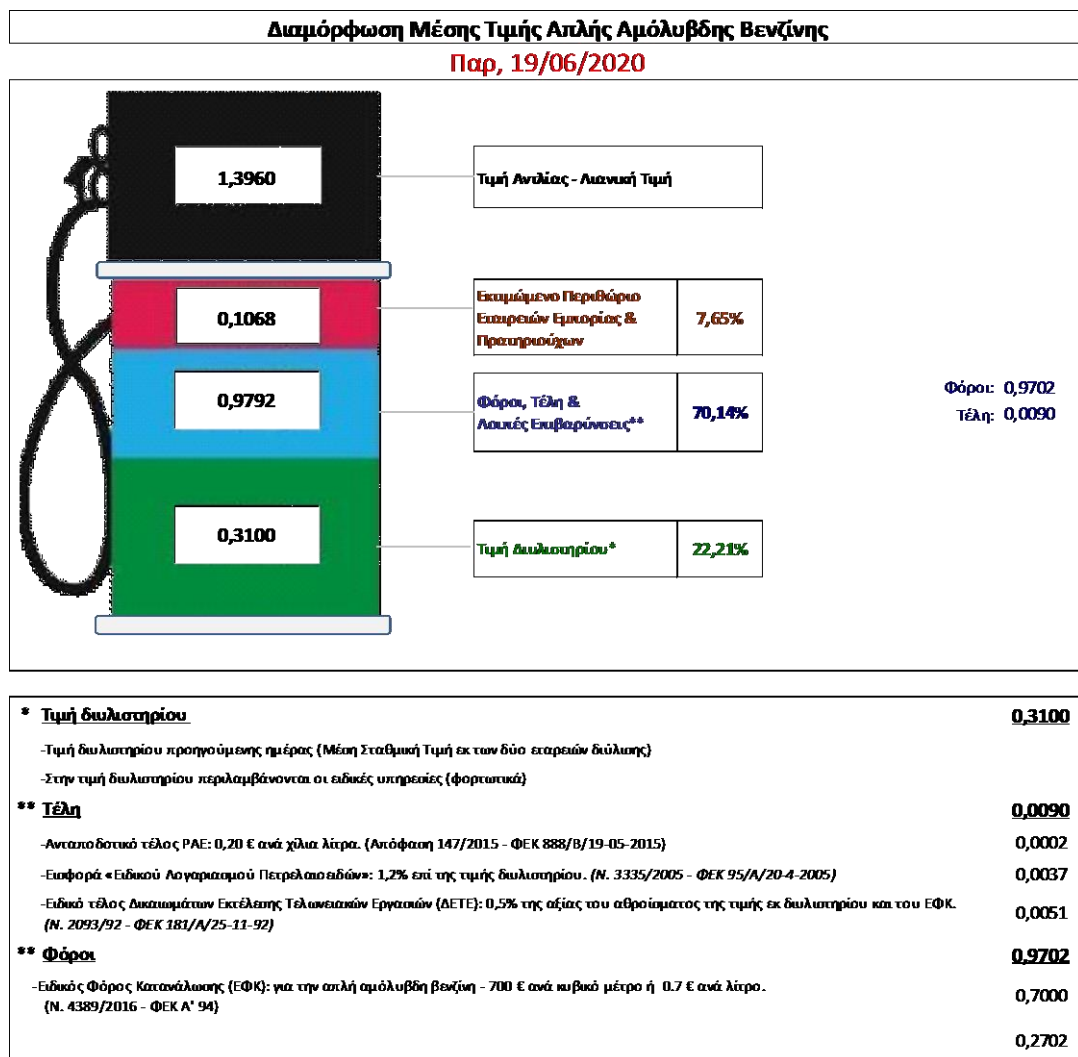 Διαμόρφωση Μέσης Τιμής Απλής Αμόλυβδης Βενζίνης
Παρ, 19/06/2020
1,3960
Τιμή Αντλίας - Λιανική Τιμή
0,1068
Εκτιμώμενο Περιθώριο
Εταιρειών Εμπορίας &
Πρατηριούχων
7,65%
0,9792
Φόροι, Τέλη &
Λοιπές Επιβαρύνσεις**
70,14%
Φόροι: 0,9702
Τέλη: 0,0090
0,3100
Τιμή Διυλιστηρίου*
22,21%
* Τιμή διυλιστηρίου 0,3100
-Τιμή διυλιστηρίου προηγούμενης ημέρας (Μέση Σταθμική Τιμή εκ των δύο εταρειών διύλισης)
-Στην τιμή διυλιστηρίου περιλαμβάνονται οι ειδικές υπηρεσίες (φορτωτικά)
** Τέλη 0,0090
-Ανταποδοτικό τέλος ΡΑΕ: 0,20 € ανά χίλια λίτρα. (Απόφαση 147/2015 - ΦΕΚ 888/Β/19-05-2015) 0,0002
-Εισφορά «Ειδικού Λογαριασμού Πετρελαιοειδών»: 1,2% επί της τιμής διυλιστηρίου. (Ν. 3335/2005 - ΦΕΚ 95/Α/20-4-2005) 0,0037
-Ειδικό τέλος Δικαιωμάτων Εκτέλεσης Τελωνειακών Εργασιών (ΔΕΤΕ): 0,5% της αξίας του αθροίσματος της τιμής εκ διυλιστηρίου και του ΕΦΚ.
(Ν. 2093/92 - ΦΕΚ 181/Α/25-11-92) 0,0051
** Φόροι 0,9702
-Ειδικός Φόρος Κατανάλωσης (ΕΦΚ): για την απλή αμόλυβδη βενζίνη - 700 € ανά κυβικό μέτρο ή 0.7 € ανά λίτρο.
(Ν. 4389/2016 - ΦΕΚ Α' 94) 0,7000
0,2702